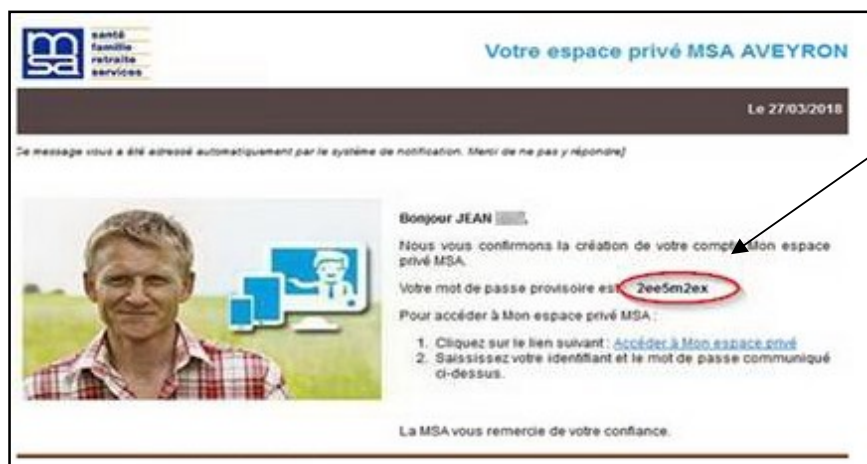 msa
santé
famille
retraite
services
Votre espace privé MSA AVEYRON
Le 27/03/2018
Ce message vous a été adressé automatiquement par le système de notification. Merci de ne pas y répondre]
Bonjour JEAN
Nous vous confirmons la création de votre compte Mon espace
privé MSA.
Votre mot de passe provisoire est 2ee5m2ex
Pour accéder à Mon espace privé MSA :
1. Cliquez sur le lien suivant : Accéder à Mon espace privé
2. Saississez votre identifiant et le mot de passe communiqué
ci-dessus.
La MSA vous remercie de votre confiance.